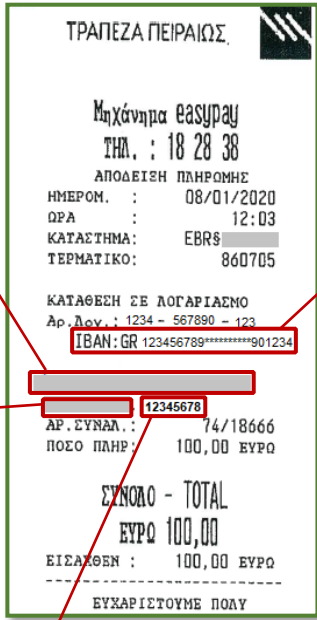 ΤΡΑΠΕΖΑ ΠΕΙΡΑΙΩΣ
Μηχάνημα easypay
ΤΗΛ. : 18 28 38
ΑΠΟΔΕΙΞΗ ΠΛΗΡΩΜΗΣ
ΗΜΕΡΟΜ. : 08/01/2020
ΩΡΑ : 12:03
ΚΑΤΑΣΤΗΜΑ: EBR§
ΤΕΡΜΑΤΙΚΟ: 860705
ΚΑΤΑΘΕΣΗ ΣΕ ΛΟΓΑΡΙΑΣΜΟ
Αρ.Λογ.: 1234 - 567890 - 123
IBAN:GR 123456789**********901234
12345678
ΑΡ.ΣΥΝΑΛ.: 74/18666
ΠΟΣΟ ΠΛΗΡ: 100,00 ΕΥΡΩ
ΣΥΝΟΛΟ - TOTAL
ΕΥΡΩ 100,00
ΕΙΣΑΧΘΕΝ : 100,00 ΕΥΡΩ
ΕΥΧΑΡΙΣΤΟΥΜΕ ΠΟΛΥ